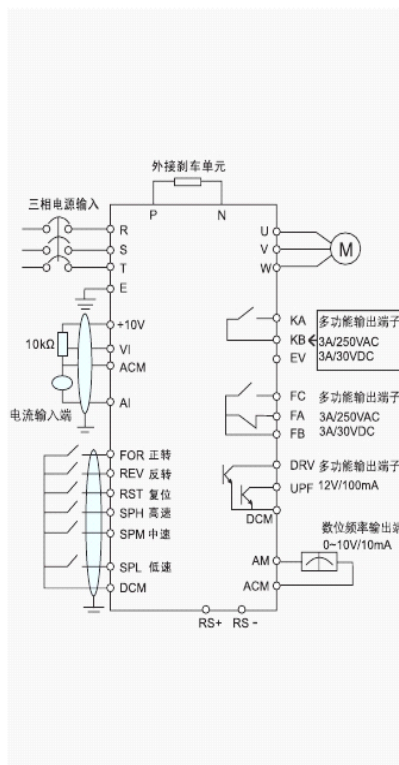 外接刹车单元
三相电源输入
P
N
R
S
T
E
U
V
W
M
+10V
10kΩ
VI
ACM
AI
电流输入端
KA 多功能输出端子
KB 3A/250VAC
EV 3A/30VDC
FC 多功能输出端子
FA 3A/250VAC
FB 3A/30VDC
FOR 正转
REV 反转
RST 复位
SPH 高速
SPM 中速
SPL 低速
DCM
DRV 多功能输出端子
UPF 12V/100mA
DCM
数位频率输出端
0~10V/10mA
AM
ACM
RS+ RS -